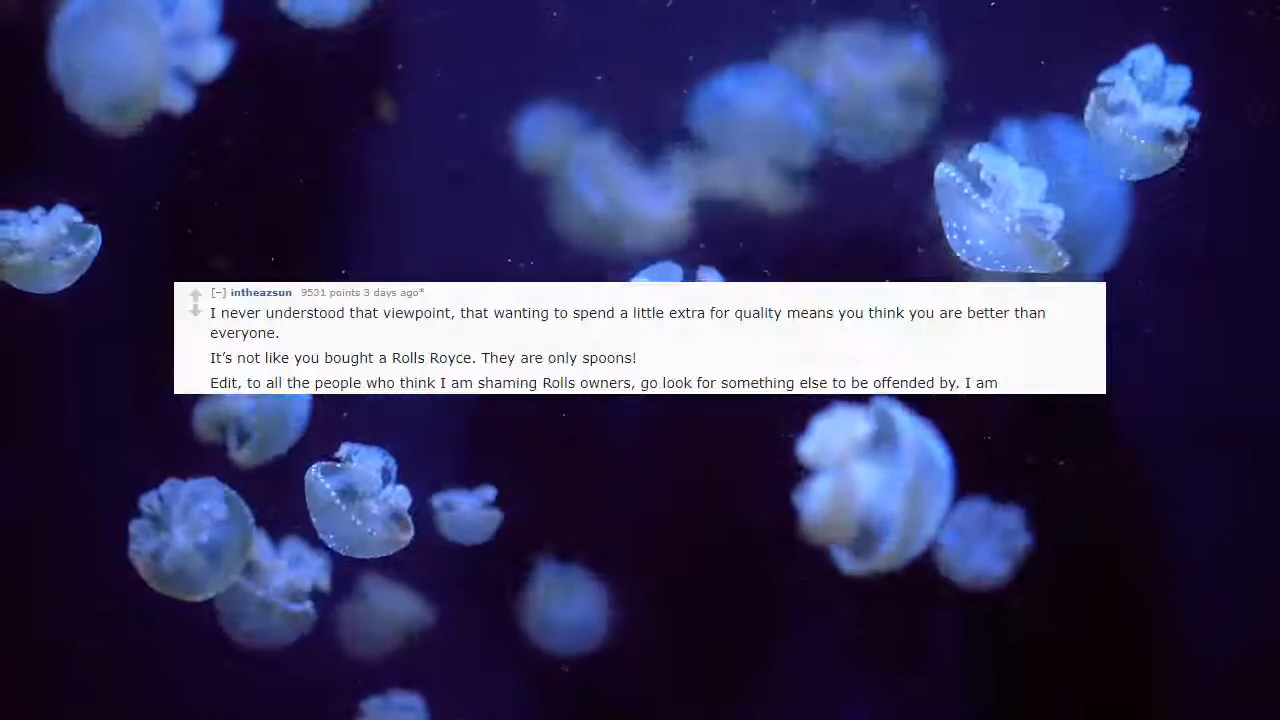 [–] intheazsun 9531 points 3 days ago*
I never understood that viewpoint, that wanting to spend a little extra for quality means you think you are better than
everyone.
It’s not like you bought a Rolls Royce. They are only spoons!
Edit, to all the people who think I am shaming Rolls owners, go look for something else to be offended by. I am